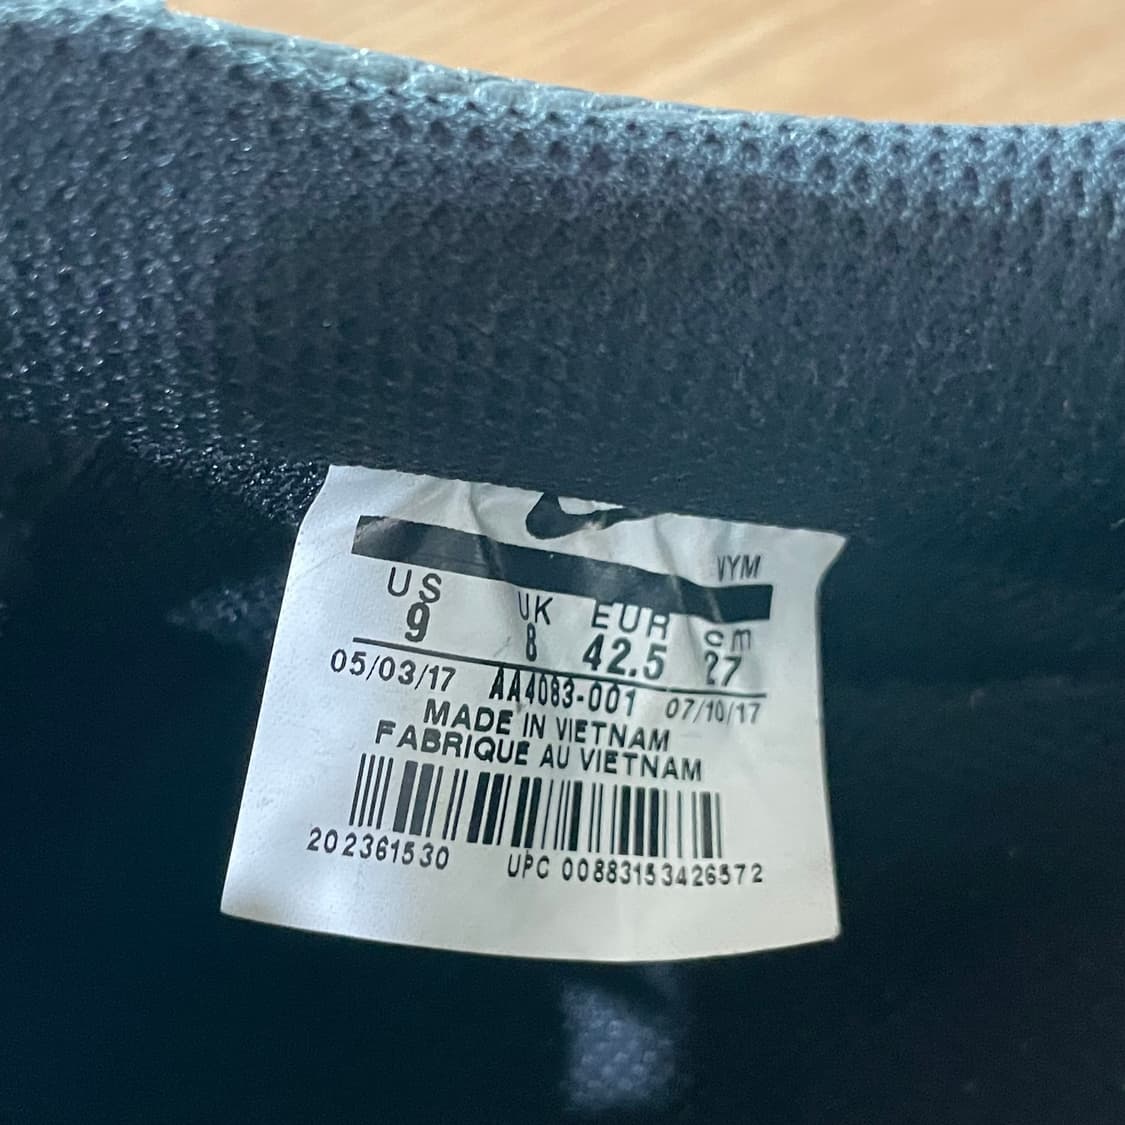 VYM
US UK EUR cm
9 8 42.5 27
05/03/17 AA4083-001 07/10/17
MADE IN VIETNAM
FABRIQUE AU VIETNAM
202361530 UPC 00883153426572